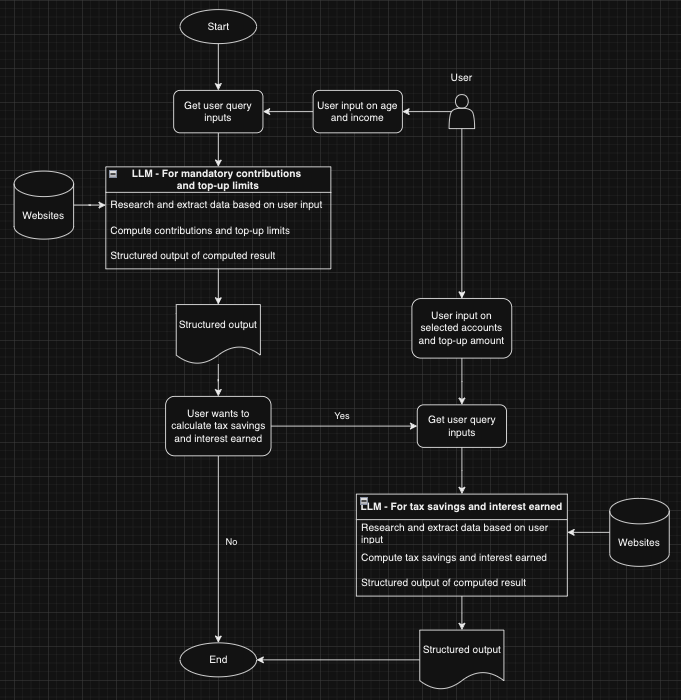 Start
User
Get user query
inputs
User input on age
and income
LLM - For mandatory contributions
and top-up limits
Research and extract data based on user input
Compute contributions and top-up limits
Structured output of computed result
Websites
Structured output
User input on
selected accounts
and top-up amount
User wants to
calculate tax savings
and interest earned
Yes
Get user query
inputs
No
LLM - For tax savings and interest earned
Research and extract data based on user
input
Compute tax savings and interest earned
Structured output of computed result
Websites
Structured output
End